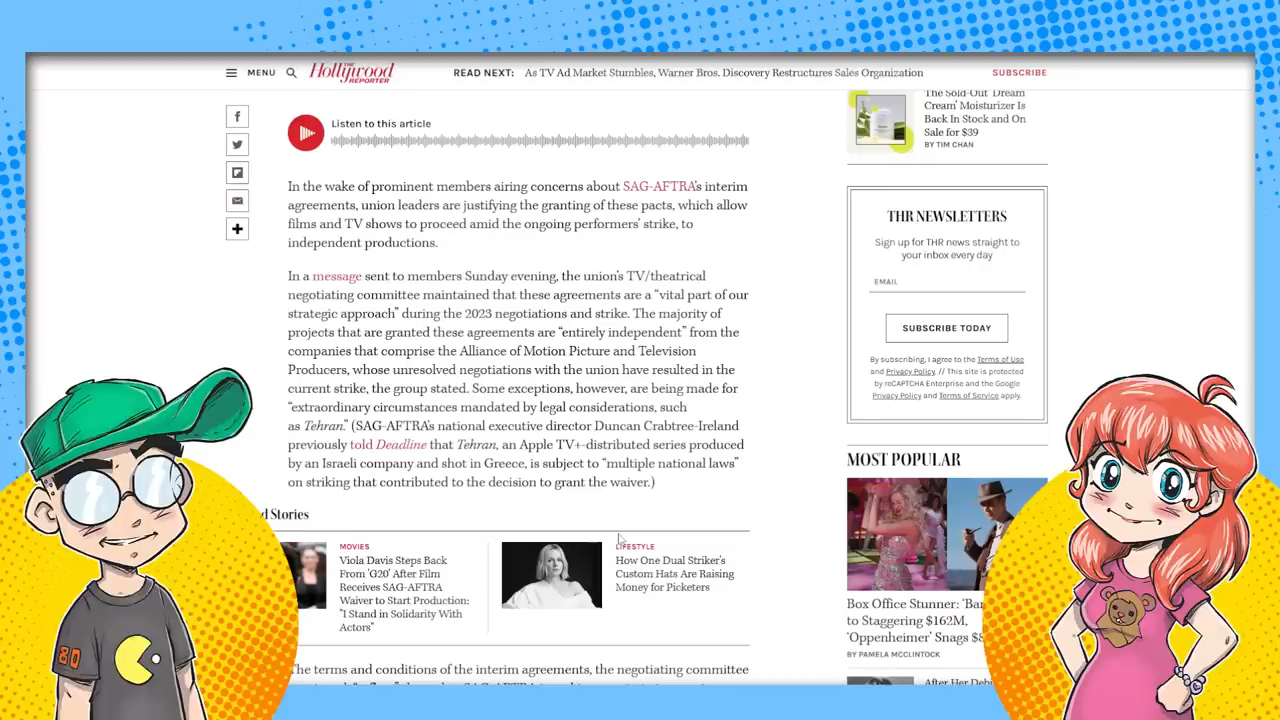 MENU
THE
Hollywood
REPORTER
READ NEXT: As TV Ad Market Stumbles, Warner Bros. Discovery Restructures Sales Organization
SUBSCRIBE
Listen to this article
In the wake of prominent members airing concerns about SAG-AFTRA's interim
agreements, union leaders are justifying the granting of these pacts, which allow
films and TV shows to proceed amid the ongoing performers' strike, to
independent productions.
In a message sent to members Sunday evening, the union's TV/theatrical
negotiating committee maintained that these agreements are a “vital part of our
strategic approach” during the 2023 negotiations and strike. The majority of
projects that are granted these agreements are “entirely independent” from the
companies that comprise the Alliance of Motion Picture and Television
Producers, whose unresolved negotiations with the union have resulted in the
current strike, the group stated. Some exceptions, however, are being made for
“extraordinary circumstances mandated by legal considerations, such
as Tehran.” (SAG-AFTRA's national executive director Duncan Crabtree-Ireland
previously told Deadline that Tehran, an Apple TV+-distributed series produced
by an Israeli company and shot in Greece, is subject to “multiple national laws”
on striking that contributed to the decision to grant the waiver.)
d Stories
MOVIES
Viola Davis Steps Back
From 'G20' After Film
Receives SAG-AFTRA
Waiver to Start Production:
“I Stand in Solidarity With
Actors”
LIFESTYLE
How One Dual Striker's
Custom Hats Are Raising
Money for Picketers
The terms and conditions of the interim agreements, the negotiating committee
The Sold-Out 'Dream
Cream' Moisturizer Is
Back In Stock and On
Sale for $39
BY TIM CHAN
THR NEWSLETTERS
Sign up for THR news straight to
your inbox every day
EMAIL
SUBSCRIBE TODAY
By subscribing, I agree to the Terms of Use
and Privacy Policy. // This site is protected
by reCAPTCHA Enterprise and the Google
Privacy Policy and Terms of Service apply.
MOST POPULAR
Box Office Stunner: 'Bar
to Staggering $162M,
'Oppenheimer' Snags $8
BY PAMELA MCCLINTOCK
After Her Debu
80